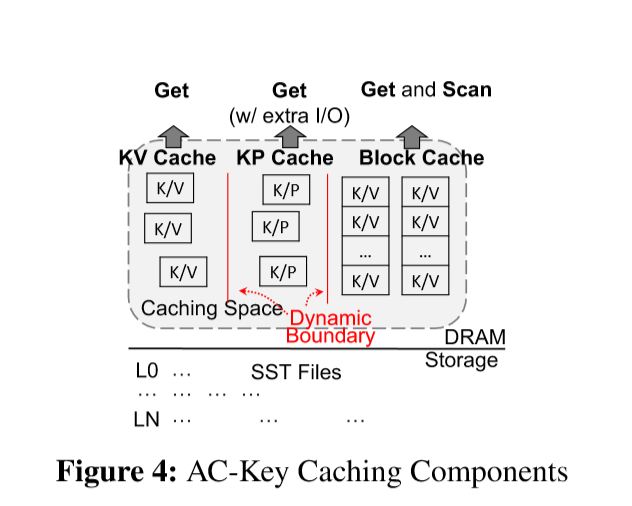 Get Get Get and Scan
(w/ extra I/O)
KV Cache KP Cache Block Cache
K/V K/P K/V K/V
K/V K/P K/V K/V
... ...
K/V K/P K/V K/V
Caching Space
Dynamic
Boundary
DRAM
Storage
L0 ... SST Files
... ... ... ...
LN ... ... ...
Figure 4: AC-Key Caching Components